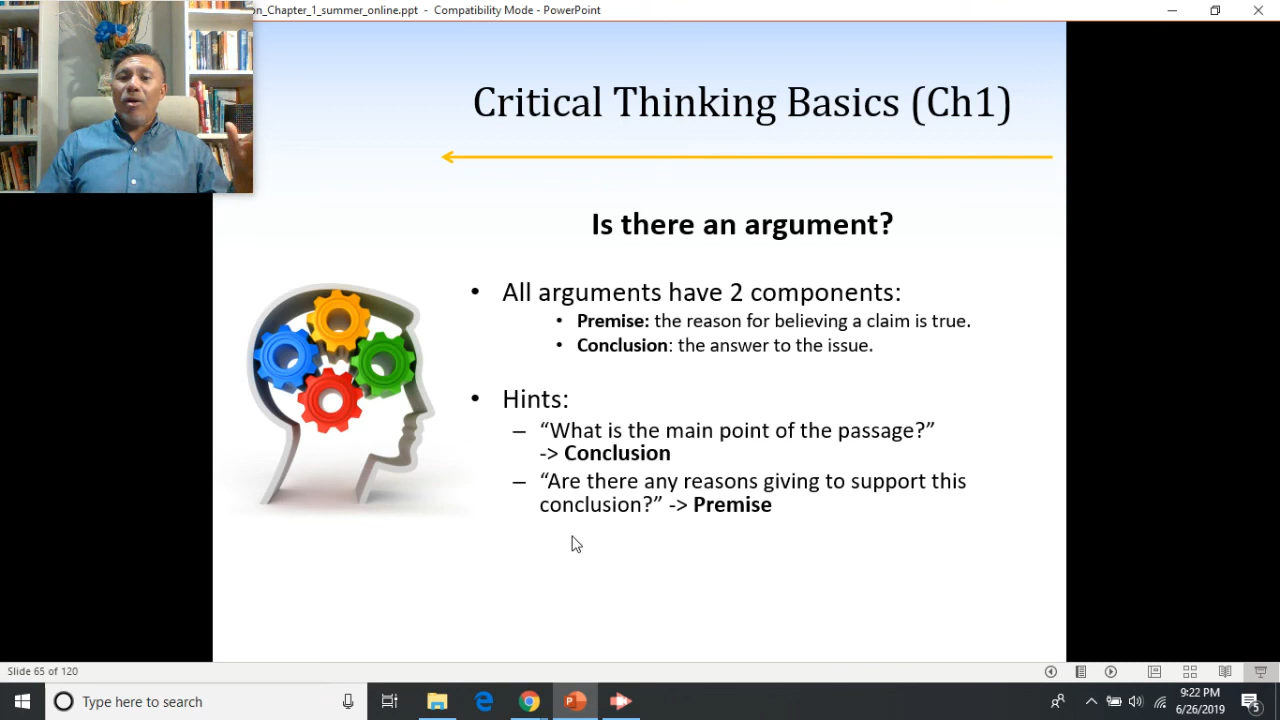 on_Chapter_1_summer_online.ppt - Compatibility Mode - PowerPoint
Critical Thinking Basics (Ch1)
Is there an argument?
• All arguments have 2 components:
• Premise: the reason for believing a claim is true.
• Conclusion: the answer to the issue.
• Hints:
– “What is the main point of the passage?”
-> Conclusion
– “Are there any reasons giving to support this
conclusion?” -> Premise
Slide 65 of 120
Type here to search
9:22 PM
6/26/2019
5